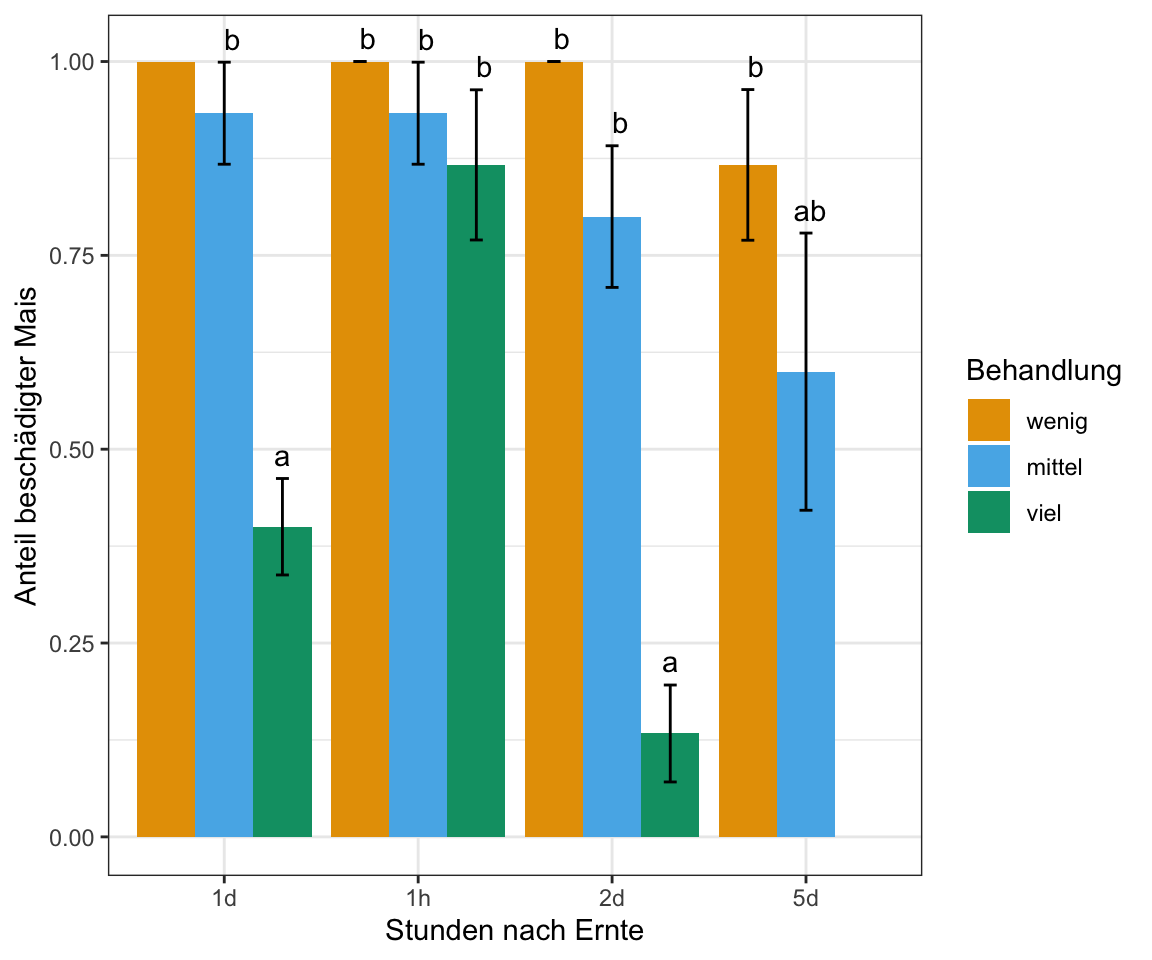 b b b b
b b
b
ab
a
a
1.00
0.75
0.50
0.25
0.00
Anteil beschädigter Mais
1d 1h 2d 5d
Stunden nach Ernte
Behandlung
wenig
mittel
viel